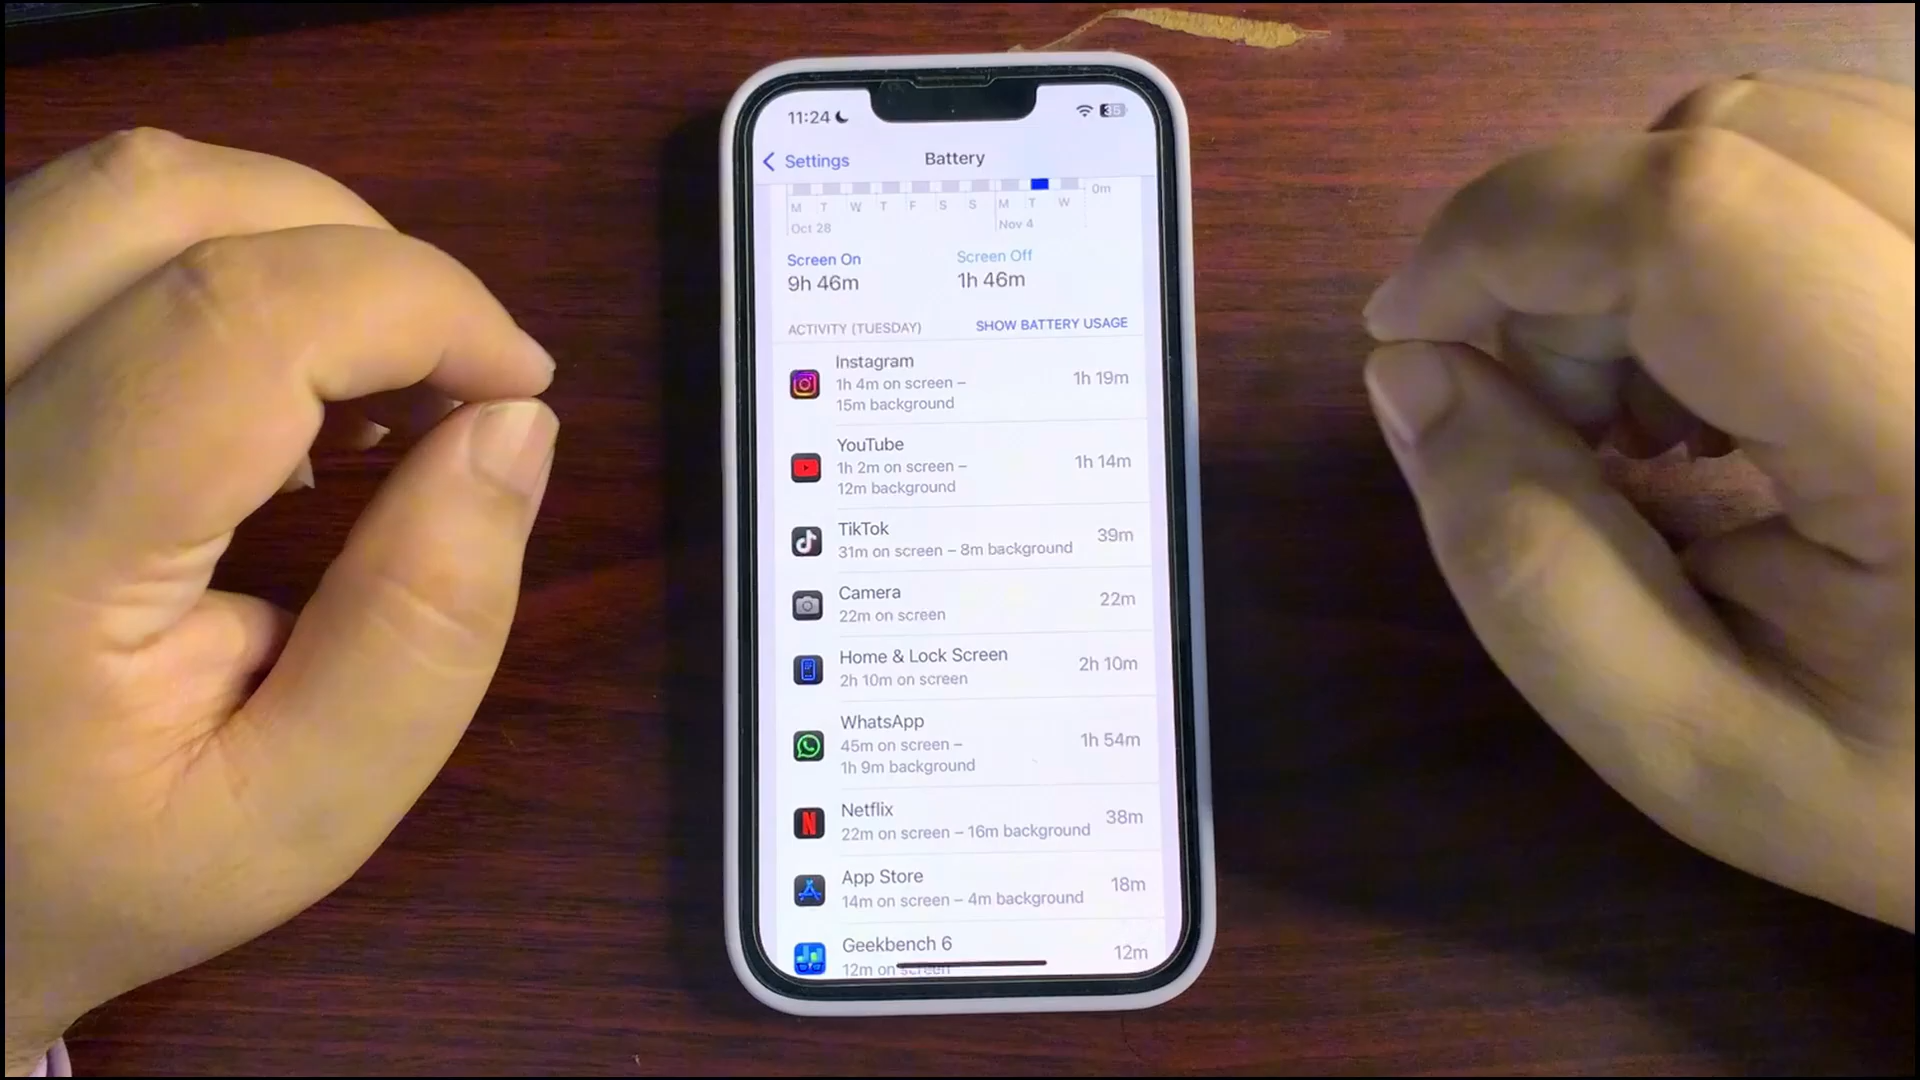 11:24
35
Settings
Battery
0m
M T W T F S S M T W
Oct 28
Nov 4
Screen On
Screen Off
9h 46m
1h 46m
ACTIVITY (TUESDAY)
SHOW BATTERY USAGE
Instagram
1h 4m on screen –
15m background
1h 19m
YouTube
1h 2m on screen –
12m background
1h 14m
TikTok
31m on screen – 8m background
39m
Camera
22m on screen
22m
Home & Lock Screen
2h 10m on screen
2h 10m
WhatsApp
45m on screen –
1h 9m background
1h 54m
Netflix
22m on screen – 16m background
38m
App Store
14m on screen – 4m background
18m
Geekbench 6
12m on screen
12m